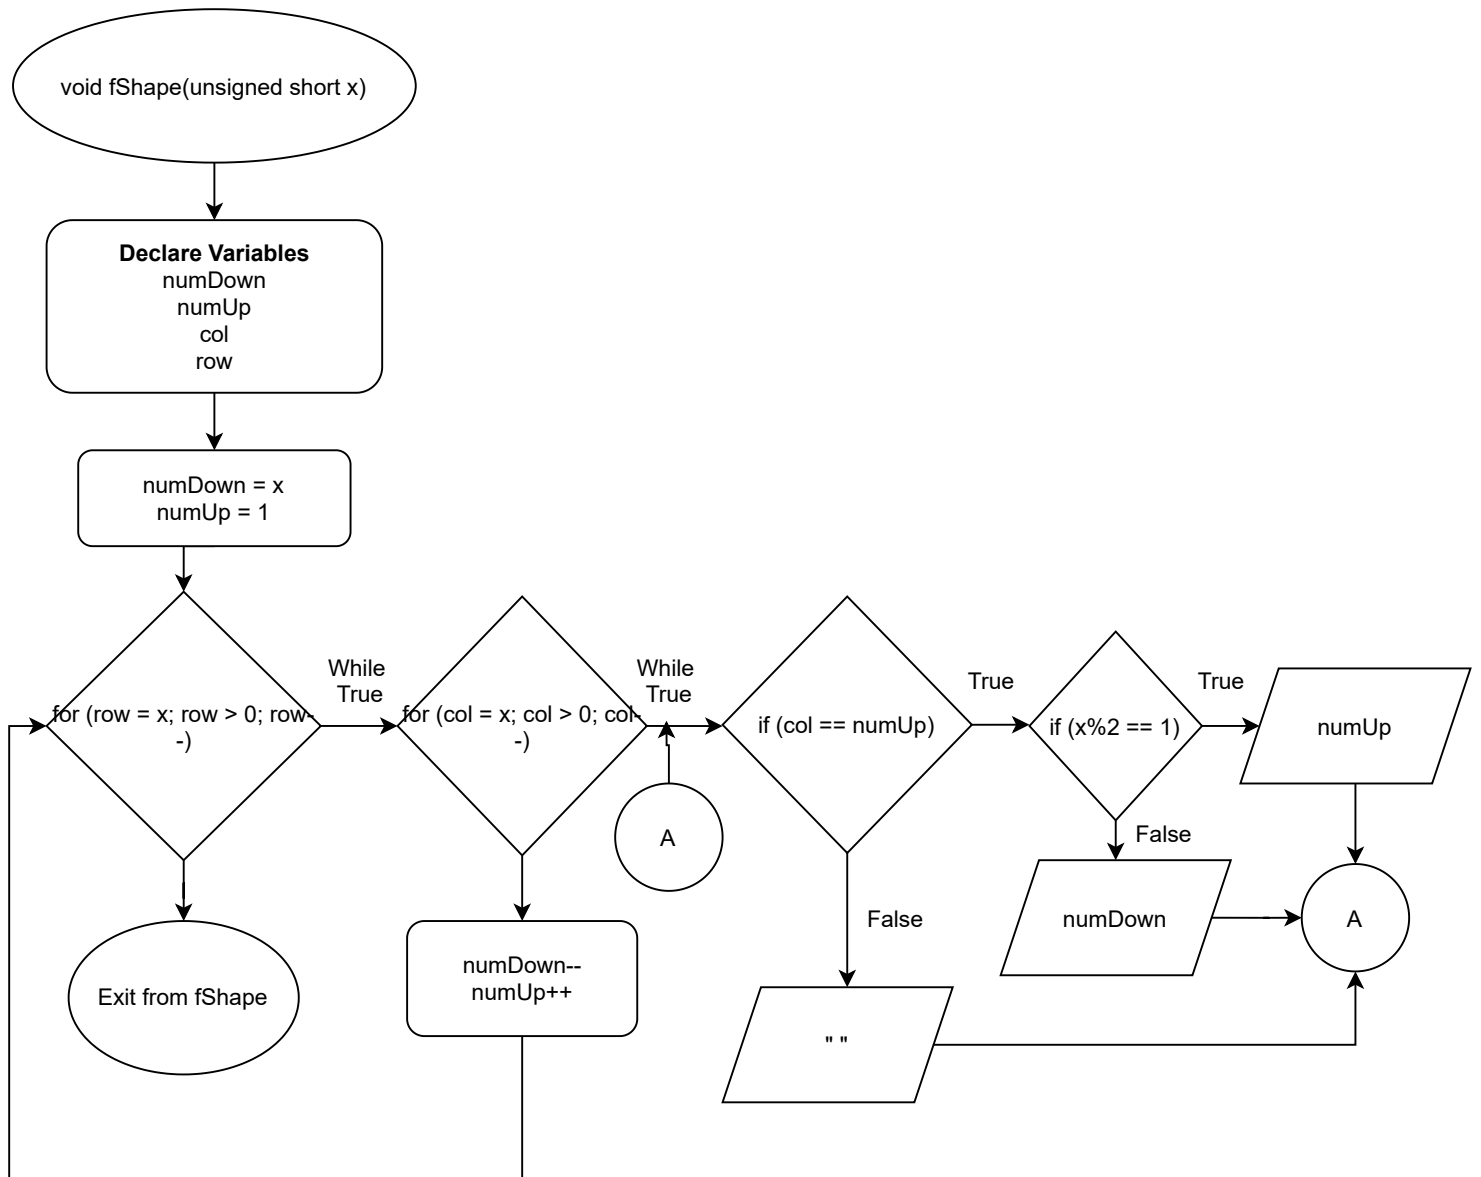 void fShape(unsigned short x)
Declare Variables
numDown
numUp
col
row
numDown = x
numUp = 1
for (row = x; row > 0; row-
-)
While
True
for (col = x; col > 0; col-
-)
While
True
A
if (col == numUp)
True
if (x%2 == 1)
True
numUp
False
numDown
A
False
" "
numDown--
numUp++
Exit from fShape